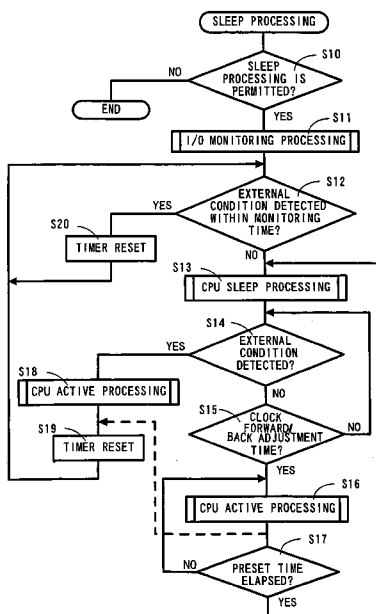 SLEEP PROCESSING
S10
SLEEP
PROCESSING IS
PERMITTED?
NO
END
YES
S11
I/O MONITORING PROCESSING
S12
EXTERNAL
CONDITION DETECTED
WITHIN MONITORING
TIME?
YES
S20
TIMER RESET
NO
S13
CPU SLEEP PROCESSING
S14
YES
EXTERNAL
CONDITION
DETECTED?
S18
CPU ACTIVE PROCESSING
NO
S15
CLOCK
FORWARD/
BACK ADJUSTMENT
TIME?
NO
S19
TIMER RESET
YES
S16
CPU ACTIVE PROCESSING
S17
NO
PRESET TIME
ELAPSED?
YES